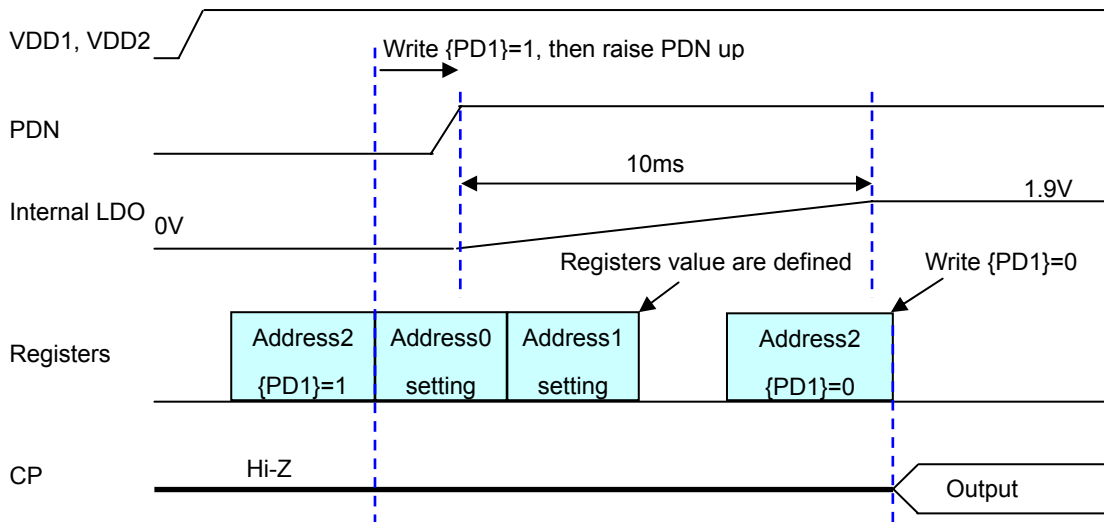 VDD1, VDD2
Write {PD1}=1, then raise PDN up
PDN
10ms
Internal LDO
0V
1.9V
Registers value are defined
Write {PD1}=0
Registers
Address2
{PD1}=1
Address0
setting
Address1
setting
Address2
{PD1}=0
CP
Hi-Z
Output